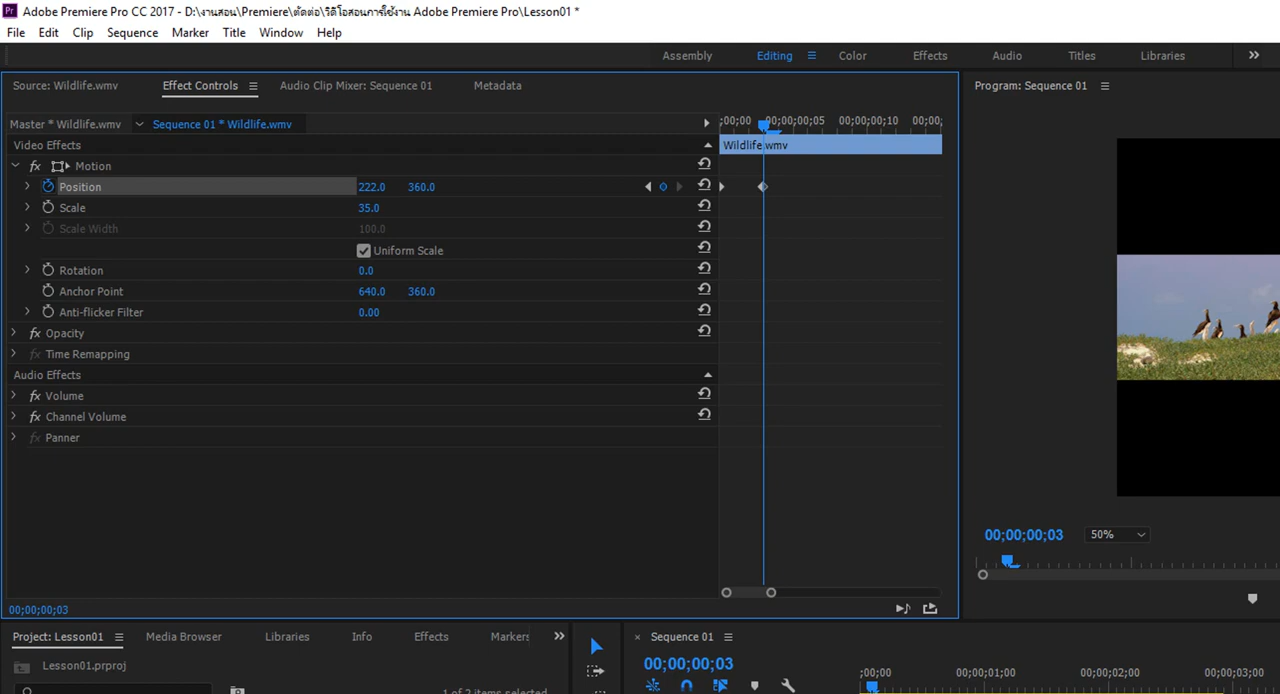 Pr Adobe Premiere Pro CC 2017 - D:\งานสอน\Premiere\ตัดต่อ\วิดีโอสอนการใช้งาน Adobe Premiere Pro\Lesson01 *
File Edit Clip Sequence Marker Title Window Help
Assembly Editing Color Effects Audio Titles Libraries
Source: Wildlife.wmv Effect Controls Audio Clip Mixer: Sequence 01 Metadata Program: Sequence 01
Master * Wildlife.wmv Sequence 01 * Wildlife.wmv ;00;00 00;00;00;05 00;00;00;10 00;00;
Video Effects Wildlife.wmv
fx Motion
Position 222.0 360.0
Scale 35.0
Scale Width 100.0
Uniform Scale
Rotation 0.0
Anchor Point 640.0 360.0
Anti-flicker Filter 0.00
fx Opacity
fx Time Remapping
Audio Effects
fx Volume
fx Channel Volume
fx Panner
00;00;00;03 50%
00;00;00;03
Project: Lesson01 Media Browser Libraries Info Effects Markers × Sequence 01
Lesson01.prproj 00;00;00;03 ;00;00 00;00;01;00 00;00;02;00 00;00;03;00
1 of 2 items selected